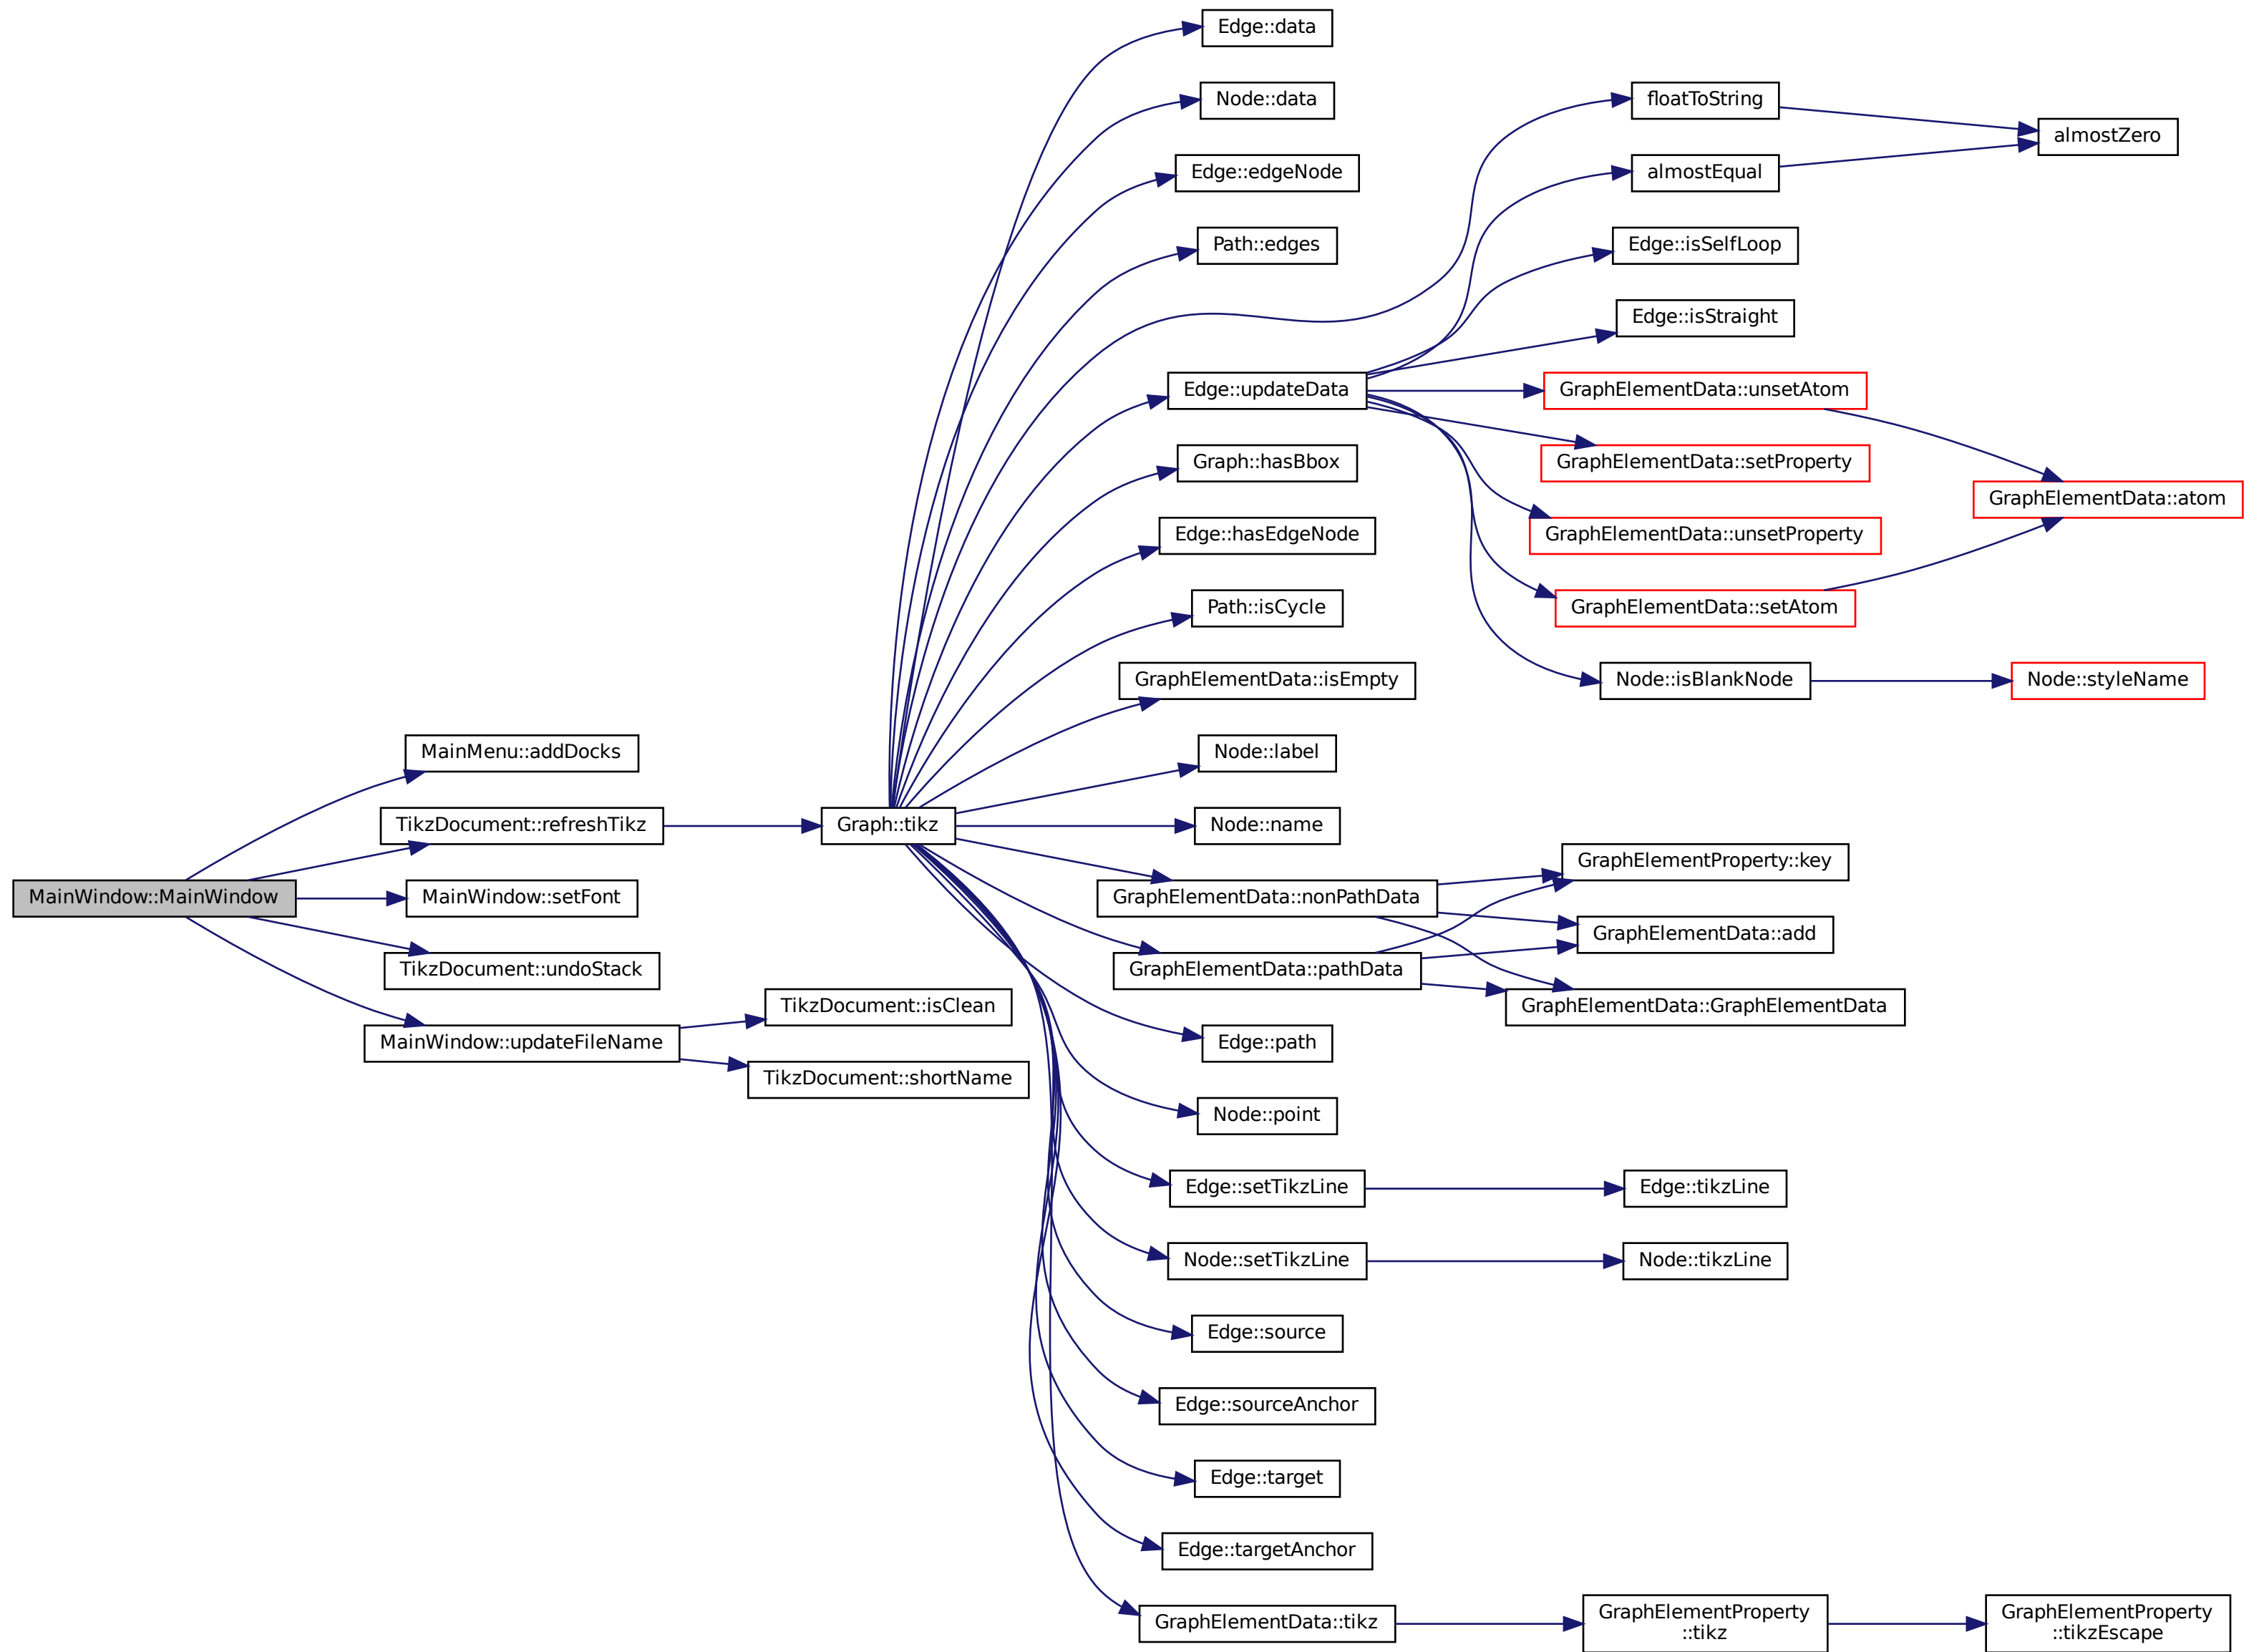 Edge::data
Node::data
floatToString
almostZero
Edge::edgeNode
almostEqual
Path::edges
Edge::isSelfLoop
Edge::isStraight
Edge::updateData
GraphElementData::unsetAtom
Graph::hasBbox
GraphElementData::setProperty
GraphElementData::atom
Edge::hasEdgeNode
GraphElementData::unsetProperty
Path::isCycle
GraphElementData::setAtom
GraphElementData::isEmpty
Node::isBlankNode
Node::styleName
MainMenu::addDocks
Node::label
TikzDocument::refreshTikz
Graph::tikz
Node::name
GraphElementProperty::key
MainWindow::MainWindow
MainWindow::setFont
GraphElementData::nonPathData
GraphElementData::add
TikzDocument::undoStack
GraphElementData::pathData
TikzDocument::isClean
GraphElementData::GraphElementData
MainWindow::updateFileName
Edge::path
TikzDocument::shortName
Node::point
Edge::setTikzLine
Edge::tikzLine
Node::setTikzLine
Node::tikzLine
Edge::source
Edge::sourceAnchor
Edge::target
Edge::targetAnchor
GraphElementData::tikz
GraphElementProperty
::tikz
GraphElementProperty
::tikzEscape